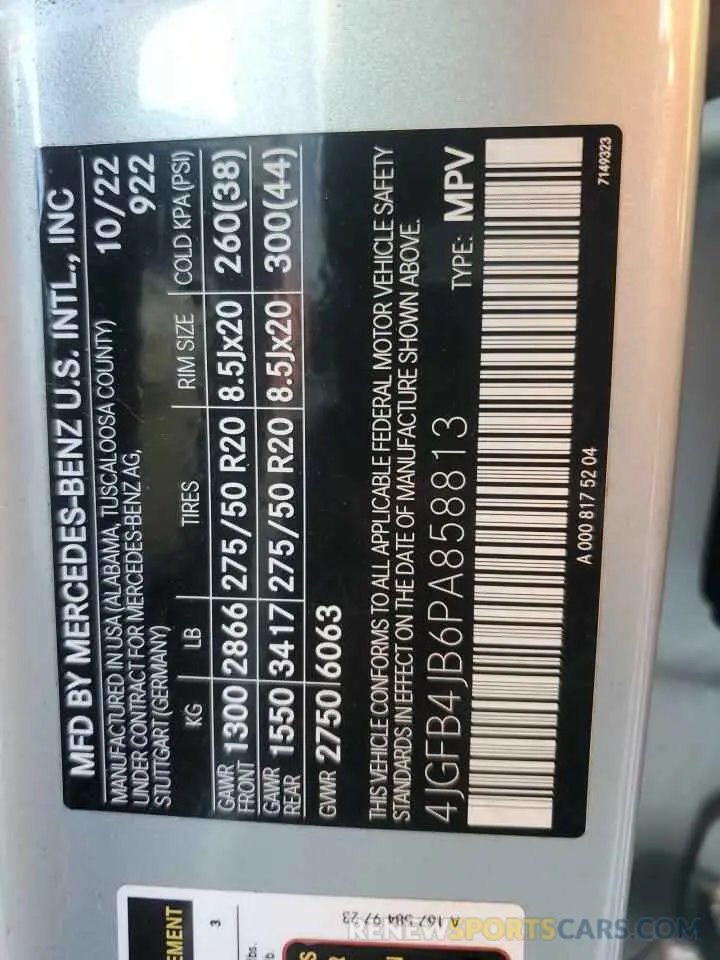 MFD BY MERCEDES-BENZ U.S. INTL., INC
MANUFACTURED IN USA (ALABAMA, TUSCALOOSA COUNTY) 10/22
UNDER CONTRACT FOR MERCEDES-BENZ AG, 922
STUTTGART (GERMANY)
KG LB TIRES RIM SIZE COLD KPA (PSI)
GAWR FRONT 1300 2866 275/50 R20 8.5Jx20 260(38)
GAWR REAR 1550 3417 275/50 R20 8.5Jx20 300(44)
GWR 2750 6063
THIS VEHICLE CONFORMS TO ALL APPLICABLE FEDERAL MOTOR VEHICLE SAFETY
STANDARDS IN EFFECT ON THE DATE OF MANUFACTURE SHOWN ABOVE.
4JGFB4JB6PA858813 TYPE: MPV
A 000 817 52 04 7149323
EMENT
3
lbs.
b.
A 167 584 97 23
RENEWSPORTSCARS.COM